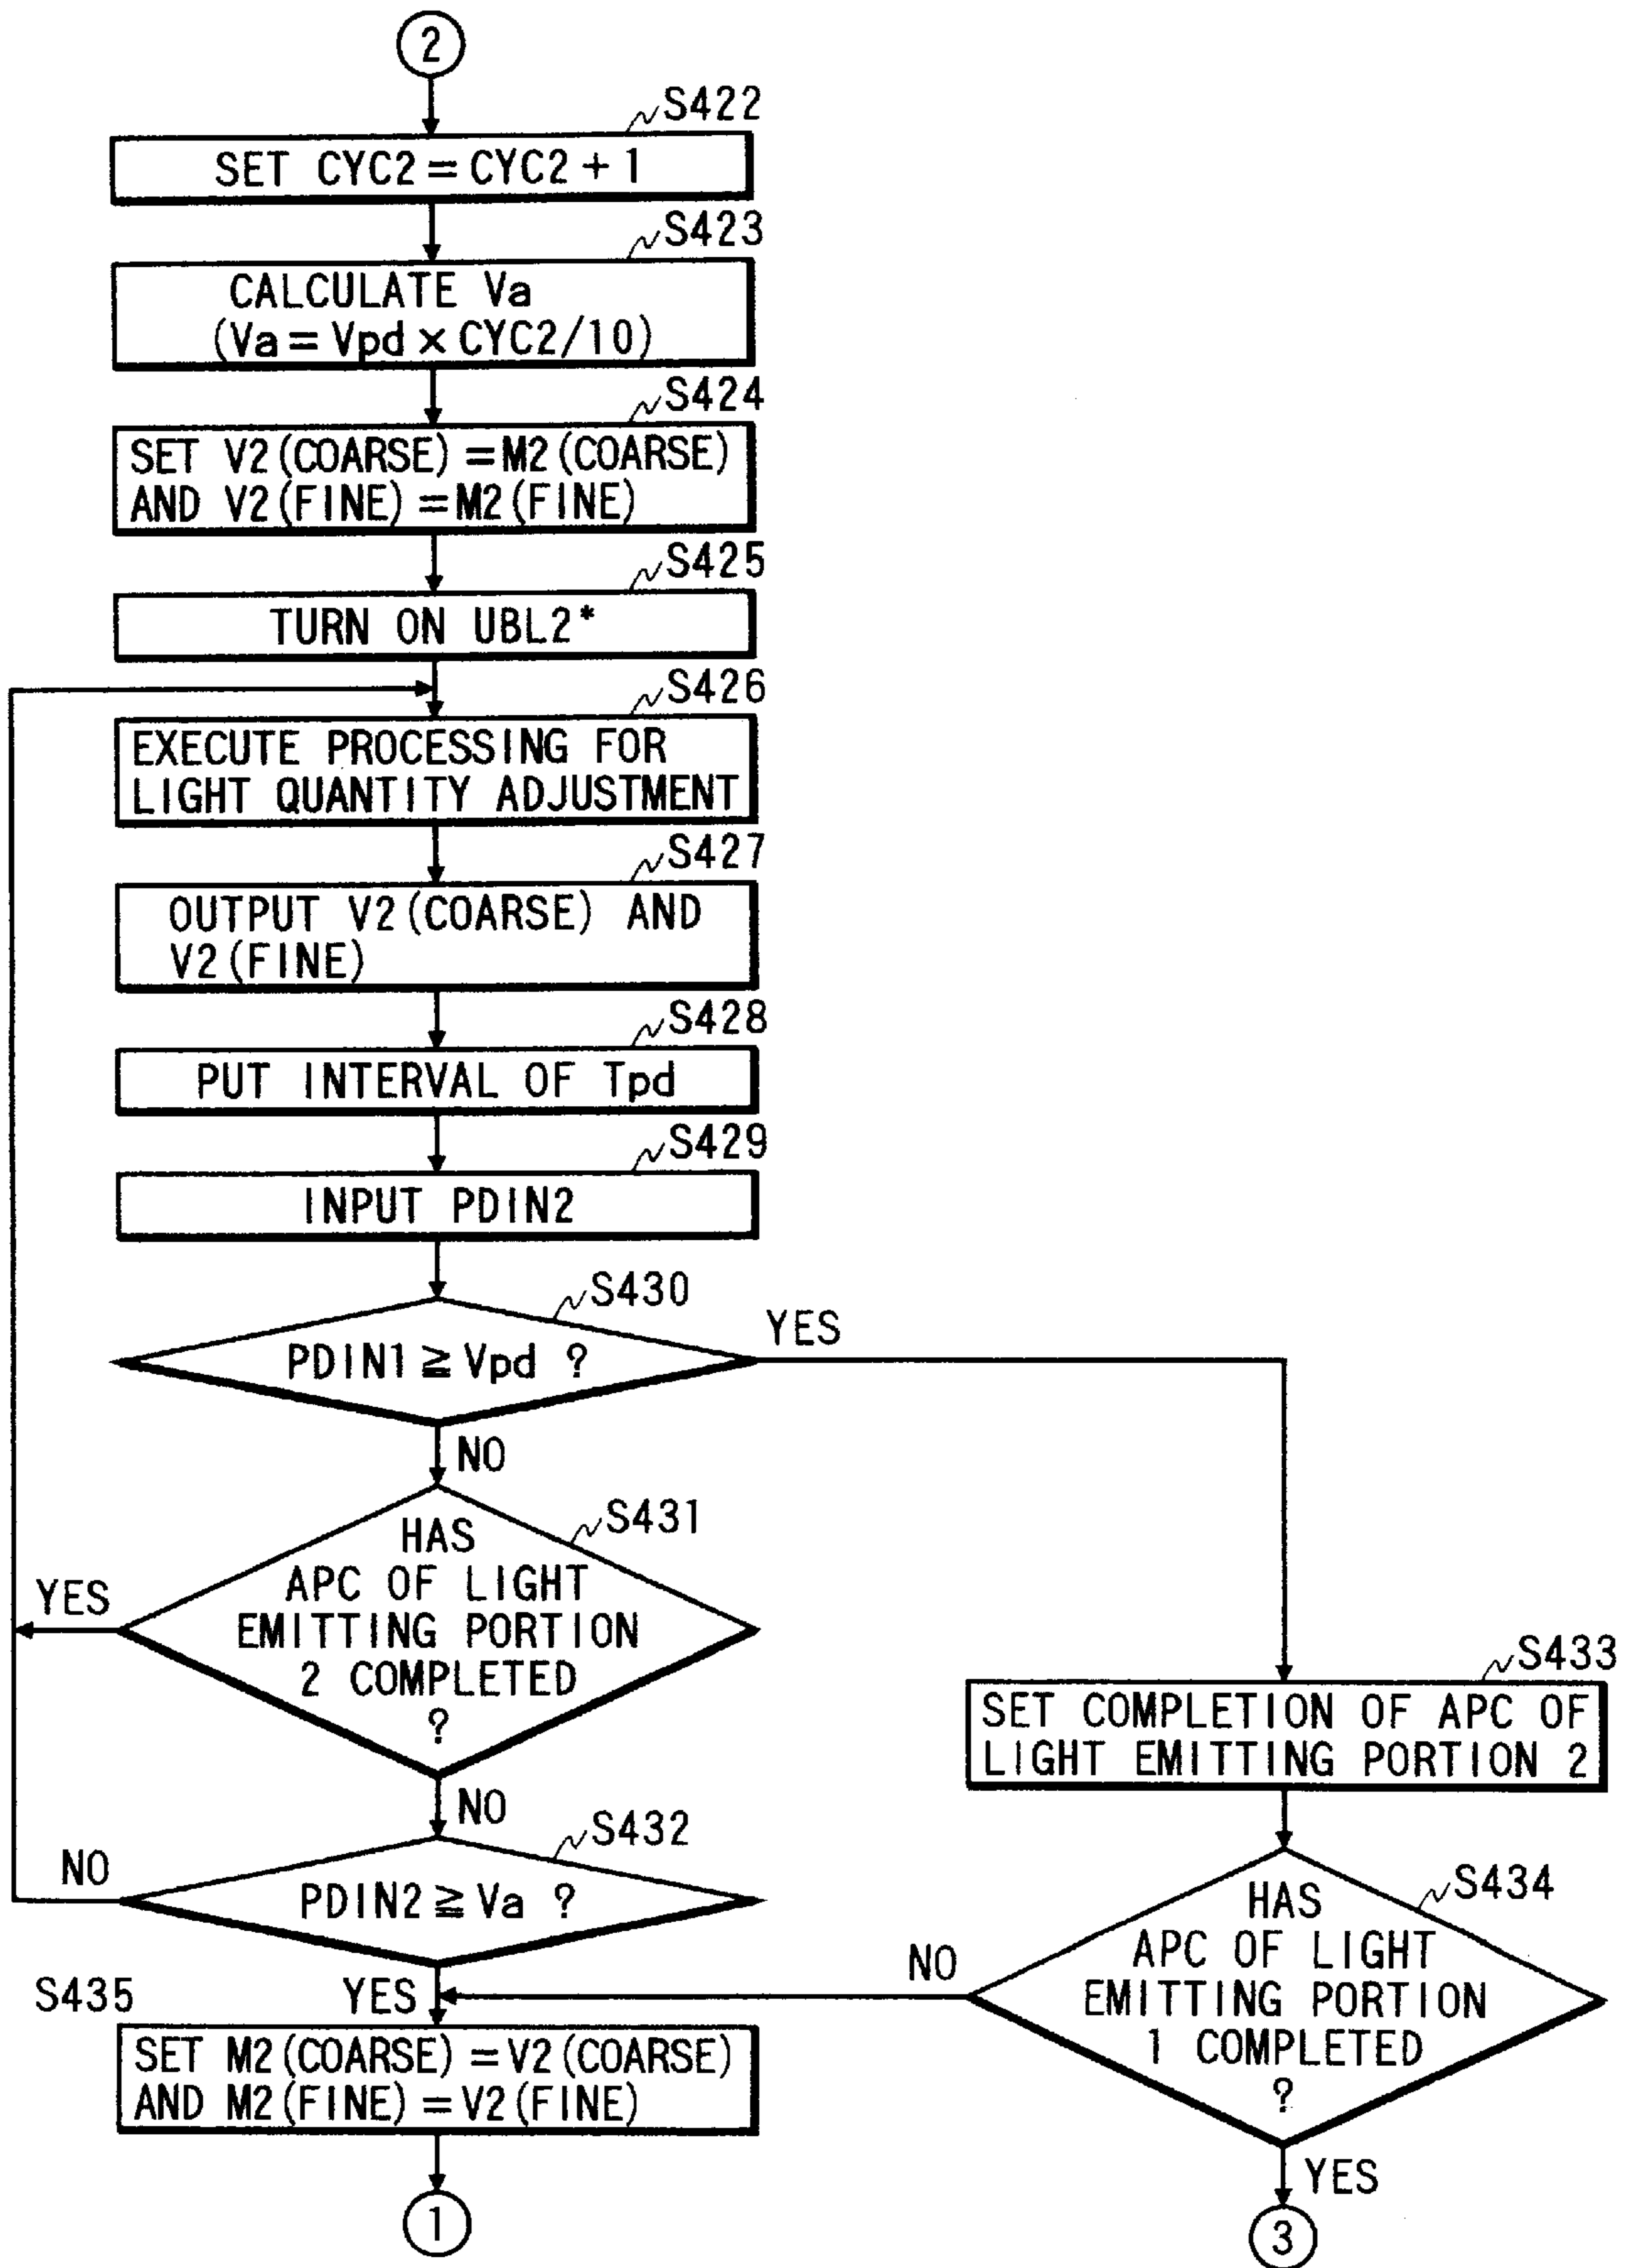 2
S422
SET CYC2 = CYC2 + 1
S423
CALCULATE Va
(Va = Vpd × CYC2/10)
S424
SET V2(COARSE) = M2(COARSE)
AND V2(FINE) = M2(FINE)
S425
TURN ON UBL2*
S426
EXECUTE PROCESSING FOR
LIGHT QUANTITY ADJUSTMENT
S427
OUTPUT V2(COARSE) AND
V2(FINE)
S428
PUT INTERVAL OF Tpd
S429
INPUT PDIN2
S430
PDIN1 ≧ Vpd ?
YES
NO
S431
HAS
APC OF LIGHT
EMITTING PORTION
2 COMPLETED
?
YES
NO
S432
PDIN2 ≧ Va ?
NO
YES
S433
SET COMPLETION OF APC OF
LIGHT EMITTING PORTION 2
S434
HAS
APC OF LIGHT
EMITTING PORTION
1 COMPLETED
?
NO
YES
S435
SET M2(COARSE) = V2(COARSE)
AND M2(FINE) = V2(FINE)
1
3